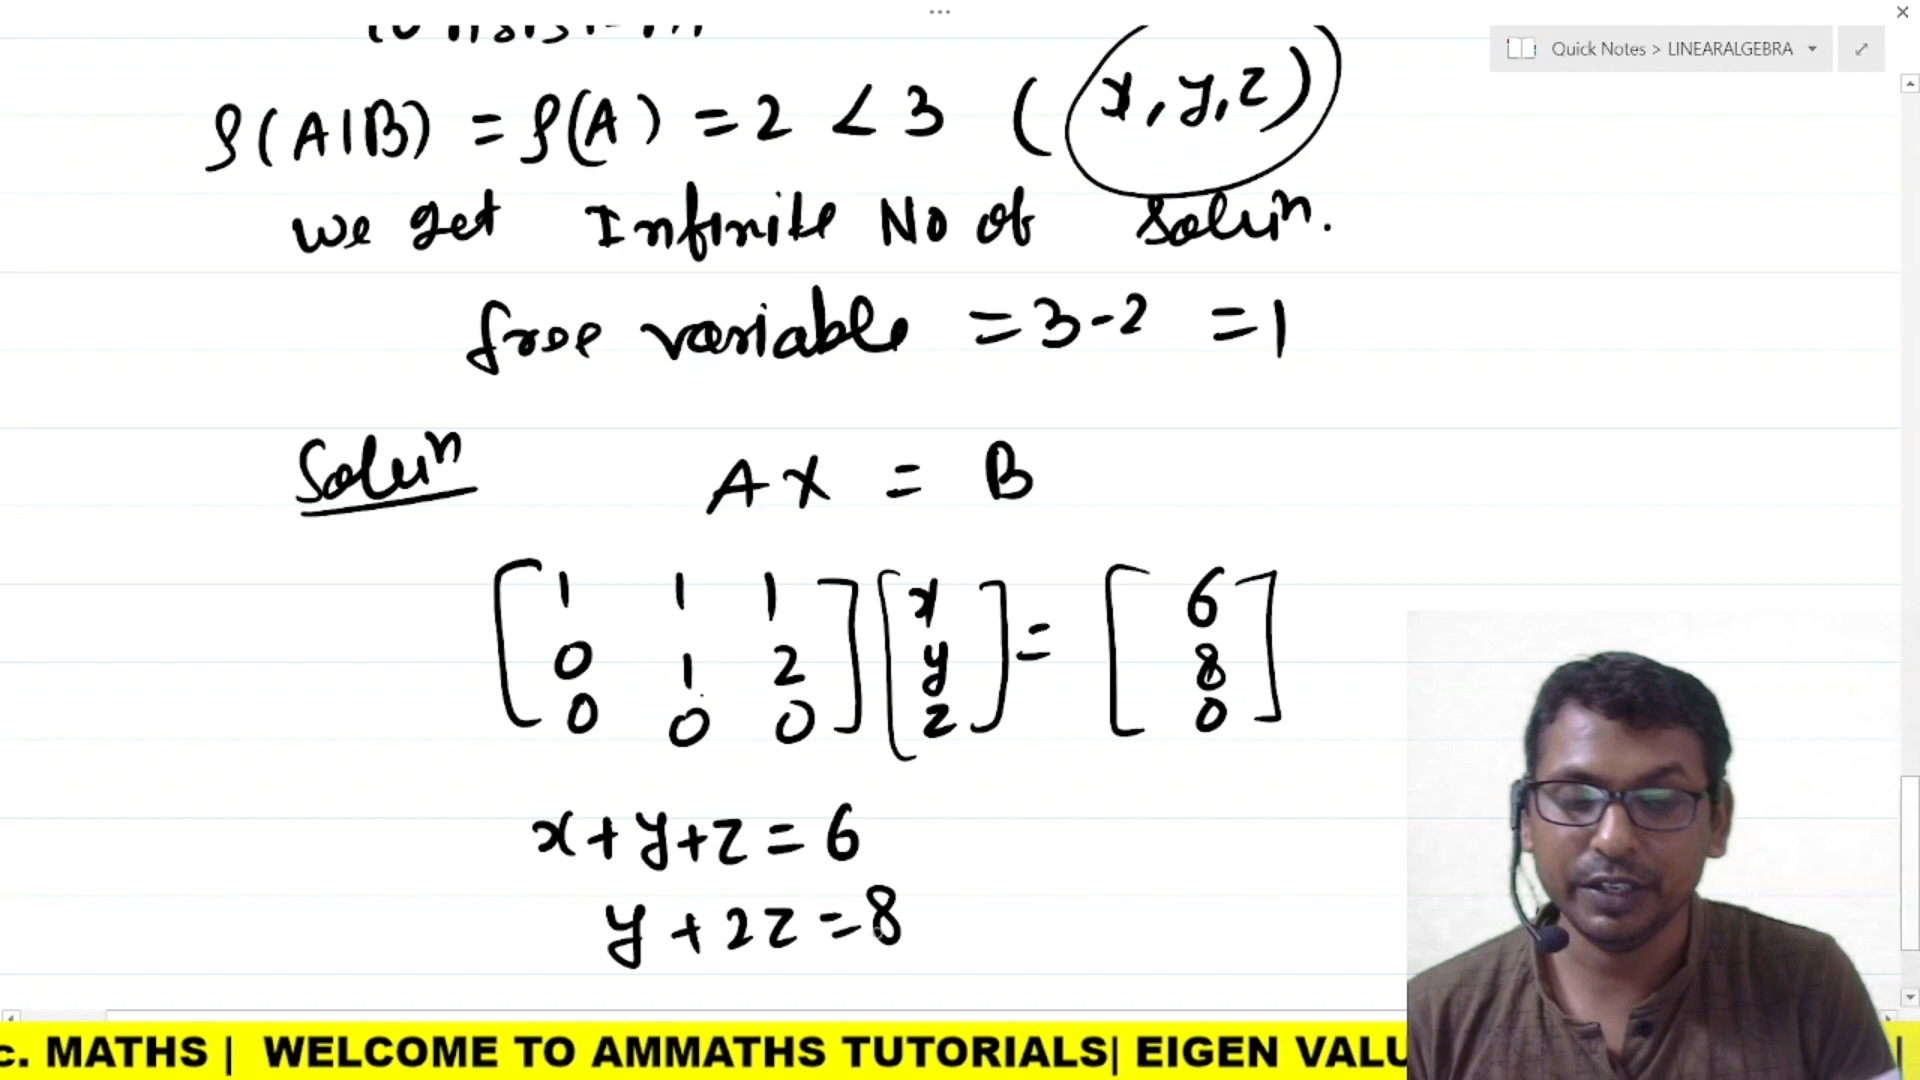 Quick Notes > LINEARALGEBRA
ρ(A|B) = ρ(A) = 2 < 3 (x, y, z)
we get Infinite No of Soluⁿ.
free variable = 3-2 = 1
Soluⁿ AX = B
[1 1 1] [x] = [6]
[0 1 2] [y] [8]
[0 0 0] [z] [0]
x+y+z=6
y+2z=8
c. MATHS | WELCOME TO AMMATHS TUTORIALS| EIGEN VALU